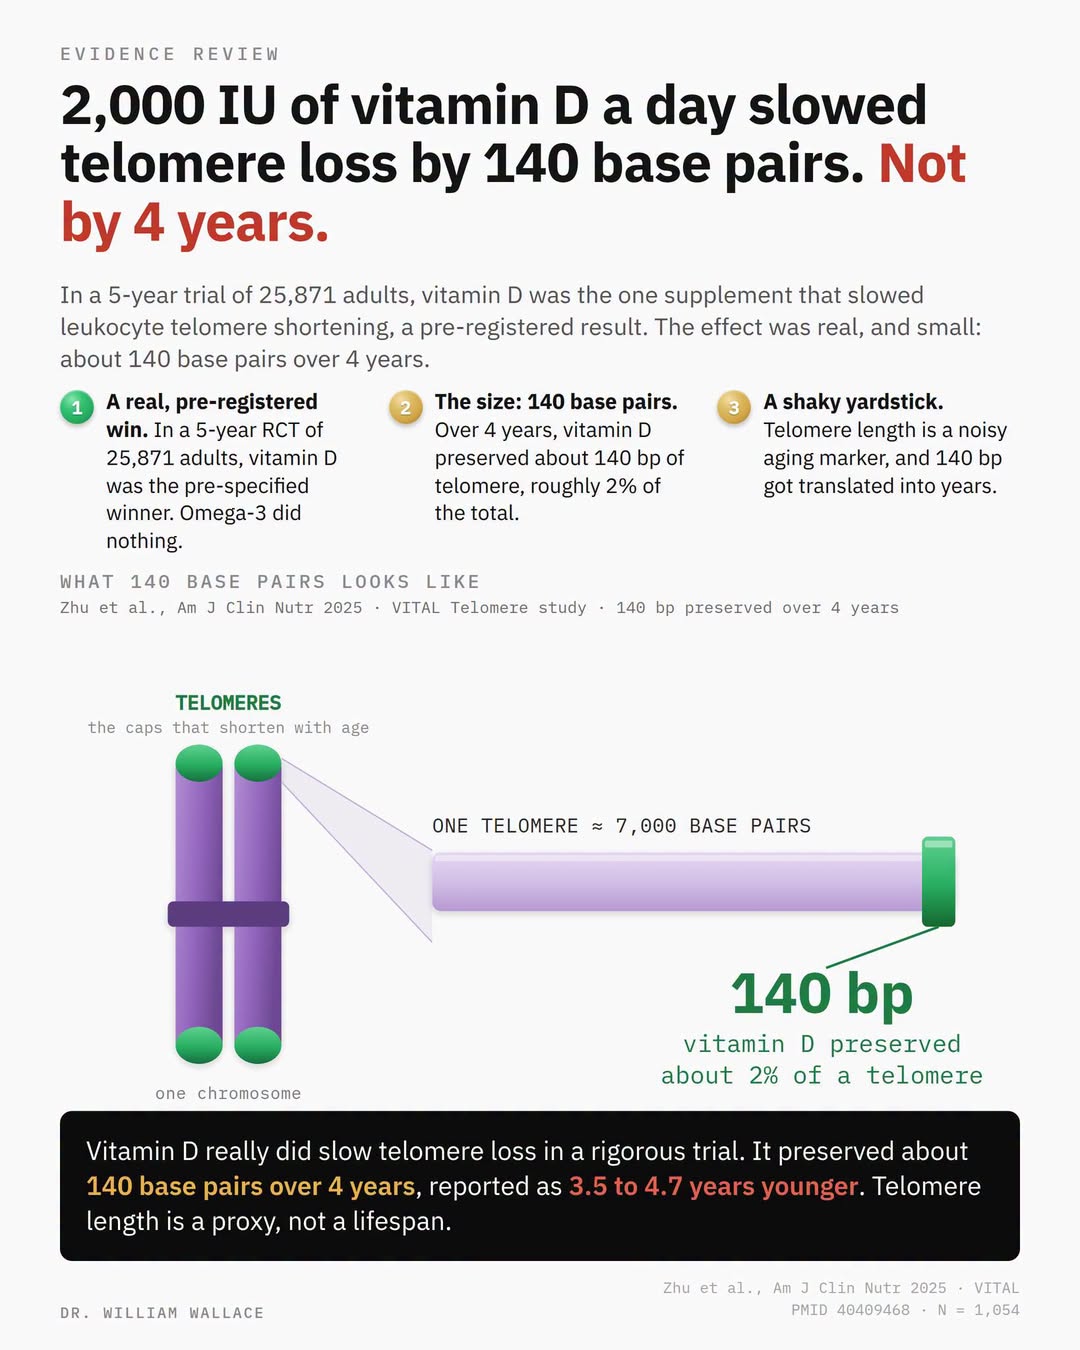 EVIDENCE REVIEW
2,000 IU of vitamin D a day slowed
telomere loss by 140 base pairs. Not
by 4 years.
In a 5-year trial of 25,871 adults, vitamin D was the one supplement that slowed
leukocyte telomere shortening, a pre-registered result. The effect was real, and small:
about 140 base pairs over 4 years.
1
A real, pre-registered
win. In a 5-year RCT of
25,871 adults, vitamin D
was the pre-specified
winner. Omega-3 did
nothing.
2
The size: 140 base pairs.
Over 4 years, vitamin D
preserved about 140 bp of
telomere, roughly 2% of
the total.
3
A shaky yardstick.
Telomere length is a noisy
aging marker, and 140 bp
got translated into years.
WHAT 140 BASE PAIRS LOOKS LIKE
Zhu et al., Am J Clin Nutr 2025 · VITAL Telomere study · 140 bp preserved over 4 years
TELOMERES
the caps that shorten with age
ONE TELOMERE ≈ 7,000 BASE PAIRS
140 bp
vitamin D preserved
about 2% of a telomere
one chromosome
Vitamin D really did slow telomere loss in a rigorous trial. It preserved about
140 base pairs over 4 years, reported as 3.5 to 4.7 years younger. Telomere
length is a proxy, not a lifespan.
DR. WILLIAM WALLACE
Zhu et al., Am J Clin Nutr 2025 · VITAL
PMID 40409468 · N = 1,054